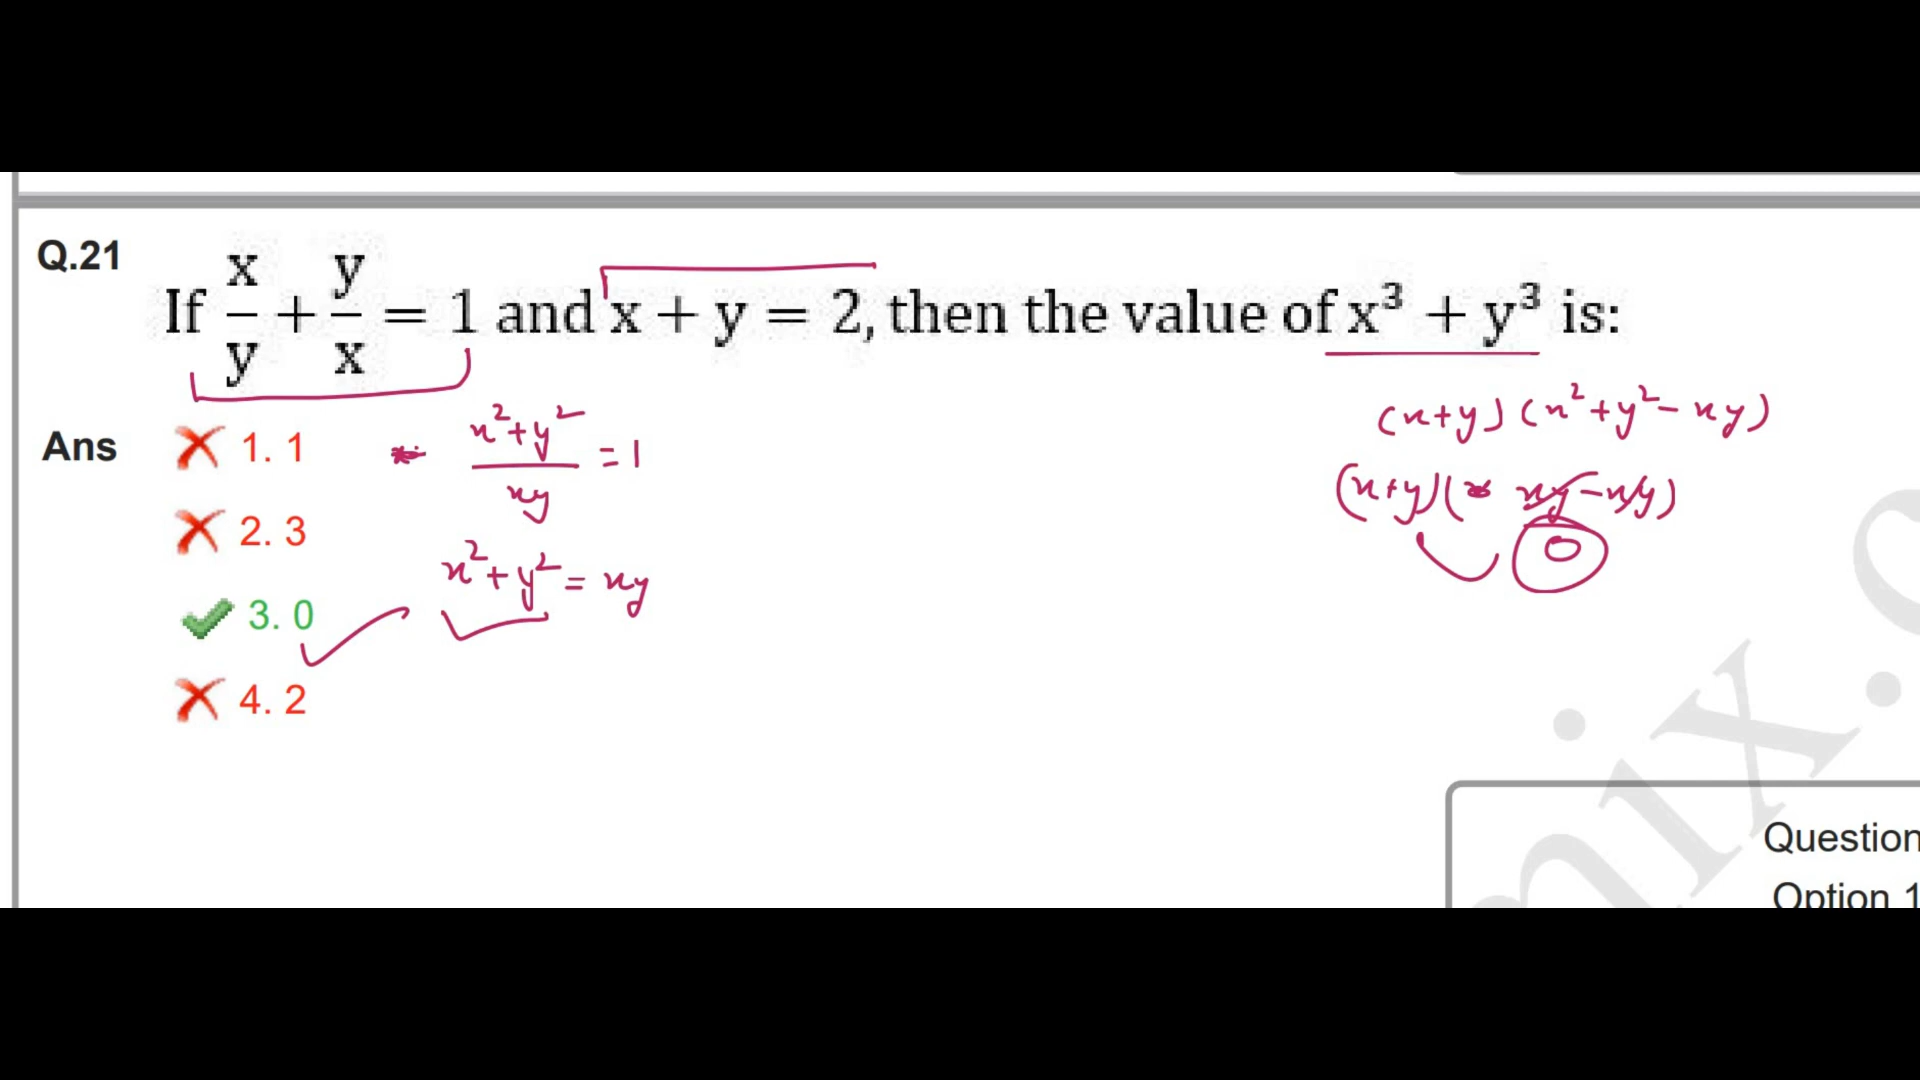 Q.21 If x/y + y/x = 1 and x + y = 2, then the value of x³ + y³ is:
(x+y) (x²+y²- xy)
Ans 1. 1
x²+y²/xy = 1
(x+y)( xy - xy)
2. 3
0
x²+y² = xy
3. 0
4. 2
mix.
Question
Option 1